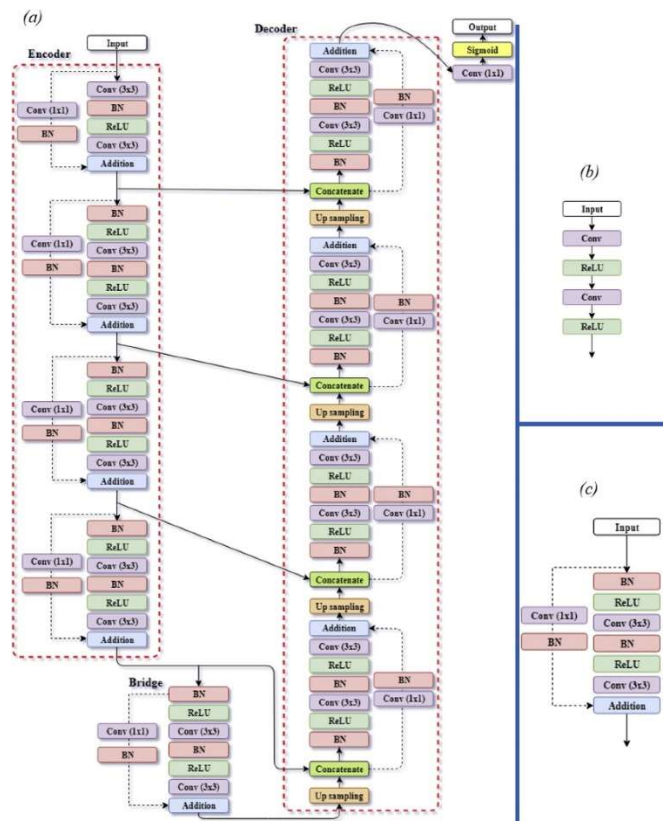 (a)
Input
Encoder
Conv (3x3)
BN
ReLU
Conv (3x3)
Addition
Conv (1x1)
BN
BN
ReLU
Conv (3x3)
BN
ReLU
Conv (3x3)
Addition
Conv (1x1)
BN
BN
ReLU
Conv (3x3)
BN
ReLU
Conv (3x3)
Addition
Conv (1x1)
BN
BN
ReLU
Conv (3x3)
BN
ReLU
Conv (3x3)
Addition
Conv (1x1)
BN
Bridge
BN
ReLU
Conv (3x3)
BN
ReLU
Conv (3x3)
Addition
Conv (1x1)
BN
Decoder
Addition
Conv (3x3)
ReLU
BN
Conv (3x3)
ReLU
BN
Concatenate
Up sampling
BN
Conv (1x1)
Addition
Conv (3x3)
ReLU
BN
Conv (3x3)
ReLU
BN
Concatenate
Up sampling
BN
Conv (1x1)
Addition
Conv (3x3)
ReLU
BN
Conv (3x3)
ReLU
BN
Concatenate
Up sampling
BN
Conv (1x1)
Addition
Conv (3x3)
ReLU
BN
Conv (3x3)
ReLU
BN
Concatenate
Up sampling
BN
Conv (1x1)
Output
Sigmoid
Conv (1x1)
(b)
Input
Conv
ReLU
Conv
ReLU
(c)
Input
BN
ReLU
Conv (3x3)
BN
ReLU
Conv (3x3)
Addition
Conv (1x1)
BN